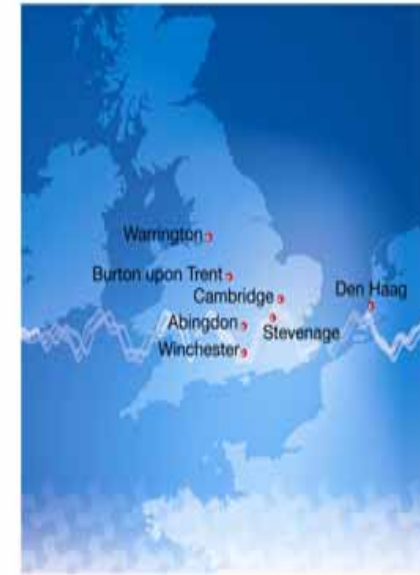 Warrington
Burton upon Trent
Cambridge
Den Haag
Abingdon
Stevenage
Winchester